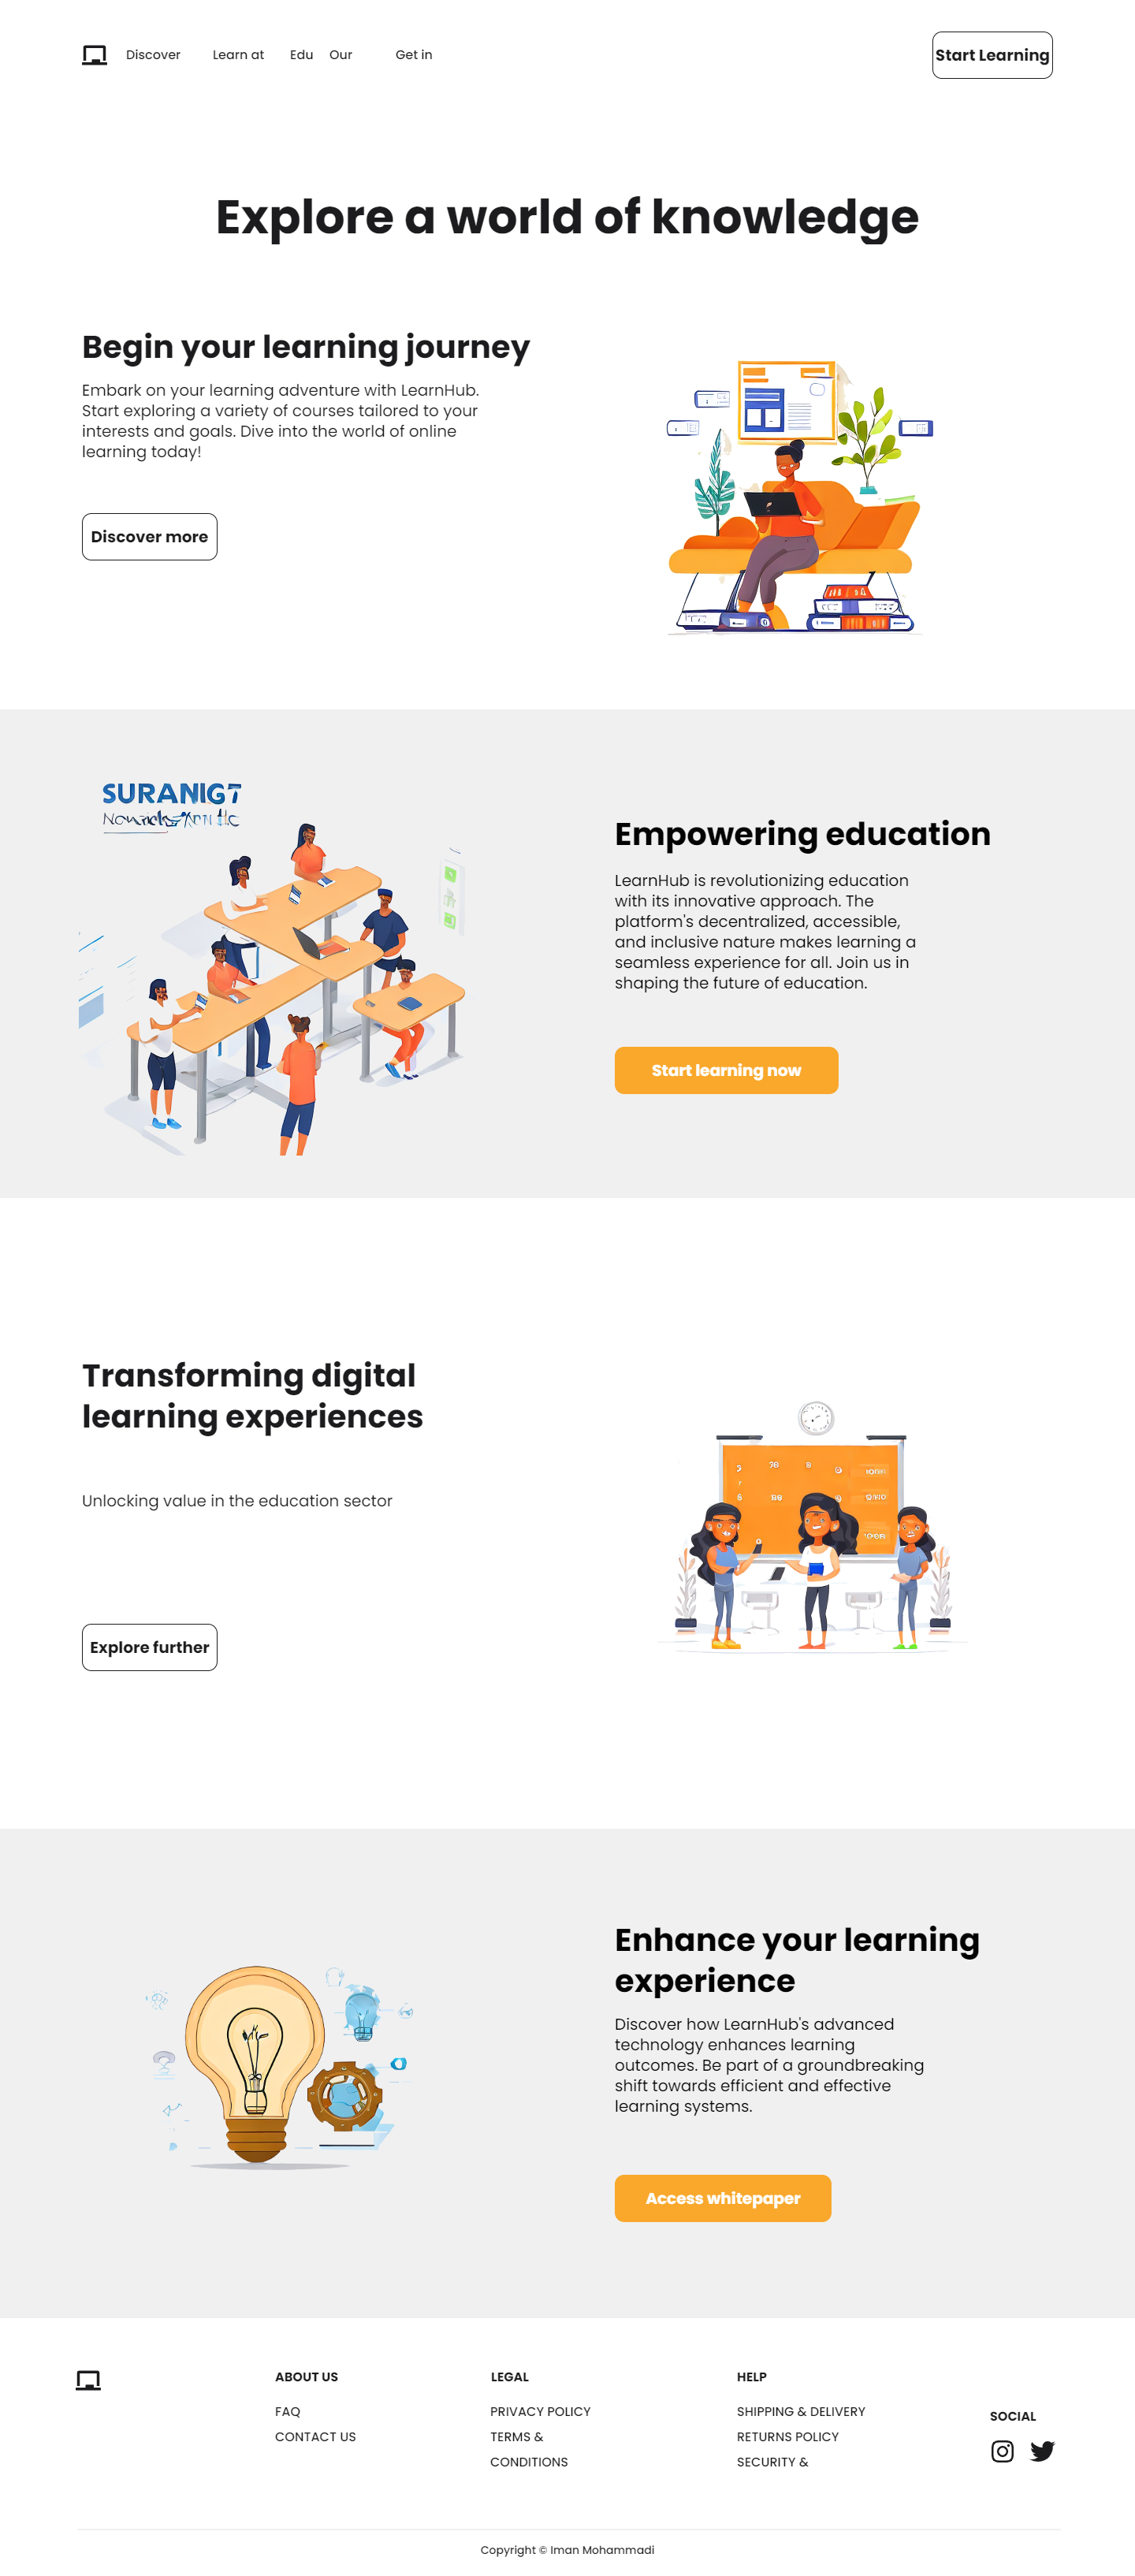 Discover Learn at Edu Our Get in
Start Learning
Explore a world of knowledge
Begin your learning journey
Embark on your learning adventure with LearnHub.
Start exploring a variety of courses tailored to your
interests and goals. Dive into the world of online
learning today!
Discover more
SURANIGT
Empowering education
LearnHub is revolutionizing education
with its innovative approach. The
platform's decentralized, accessible,
and inclusive nature makes learning a
seamless experience for all. Join us in
shaping the future of education.
Start learning now
Transforming digital
learning experiences
Unlocking value in the education sector
Explore further
Enhance your learning
experience
Discover how LearnHub's advanced
technology enhances learning
outcomes. Be part of a groundbreaking
shift towards efficient and effective
learning systems.
Access whitepaper
ABOUT US
FAQ
CONTACT US
LEGAL
PRIVACY POLICY
TERMS &
CONDITIONS
HELP
SHIPPING & DELIVERY
RETURNS POLICY
SECURITY &
SOCIAL
Copyright © Iman Mohammadi